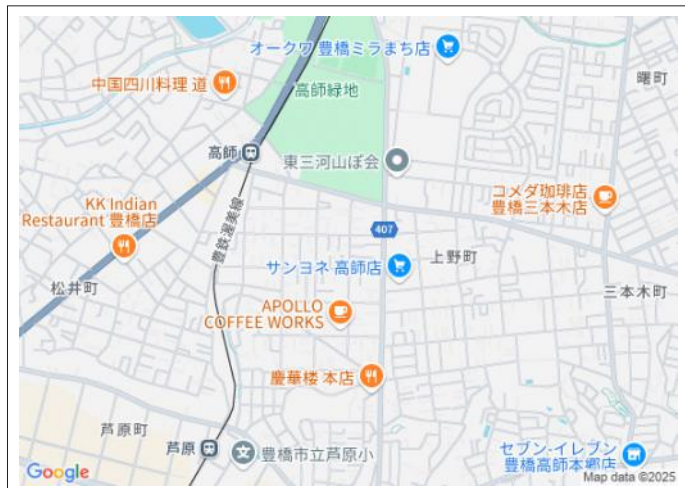 オークワ 豊橋ミラまち店
曙町
中国四川料理 道
高師緑地
高師
東三河山ぽ会
コメダ珈琲店
豊橋三本木店
KK Indian
Restaurant 豊橋店
407
豊鉄渥美線
サンヨネ 高師店
上野町
松井町
三本木町
APOLLO
COFFEE WORKS
慶華楼 本店
芦原町
芦原
豊橋市立芦原小
セブン-イレブン
豊橋高師本郷店
Google
Map data ©2025